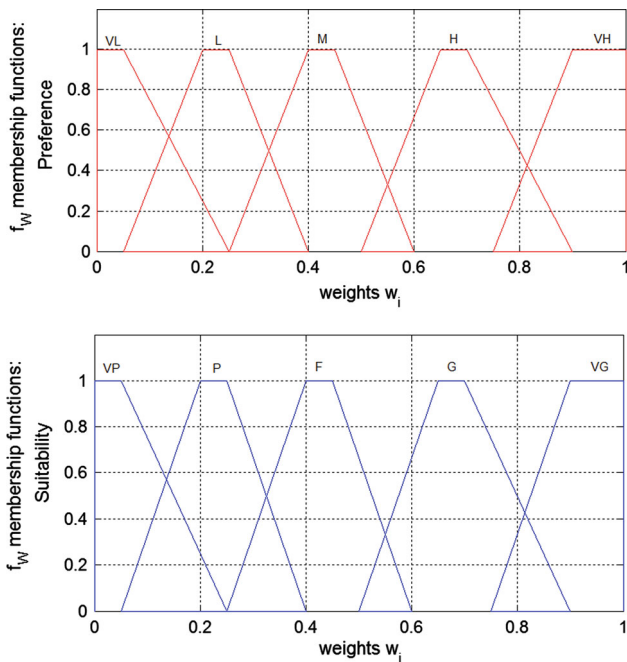 f_W membership functions:
Preference
VL L M H VH
1
0.8
0.6
0.4
0.2
0
0 0.2 0.4 0.6 0.8 1
weights w_i
f_W membership functions:
Suitability
VP P F G VG
1
0.8
0.6
0.4
0.2
0
0 0.2 0.4 0.6 0.8 1
weights w_i